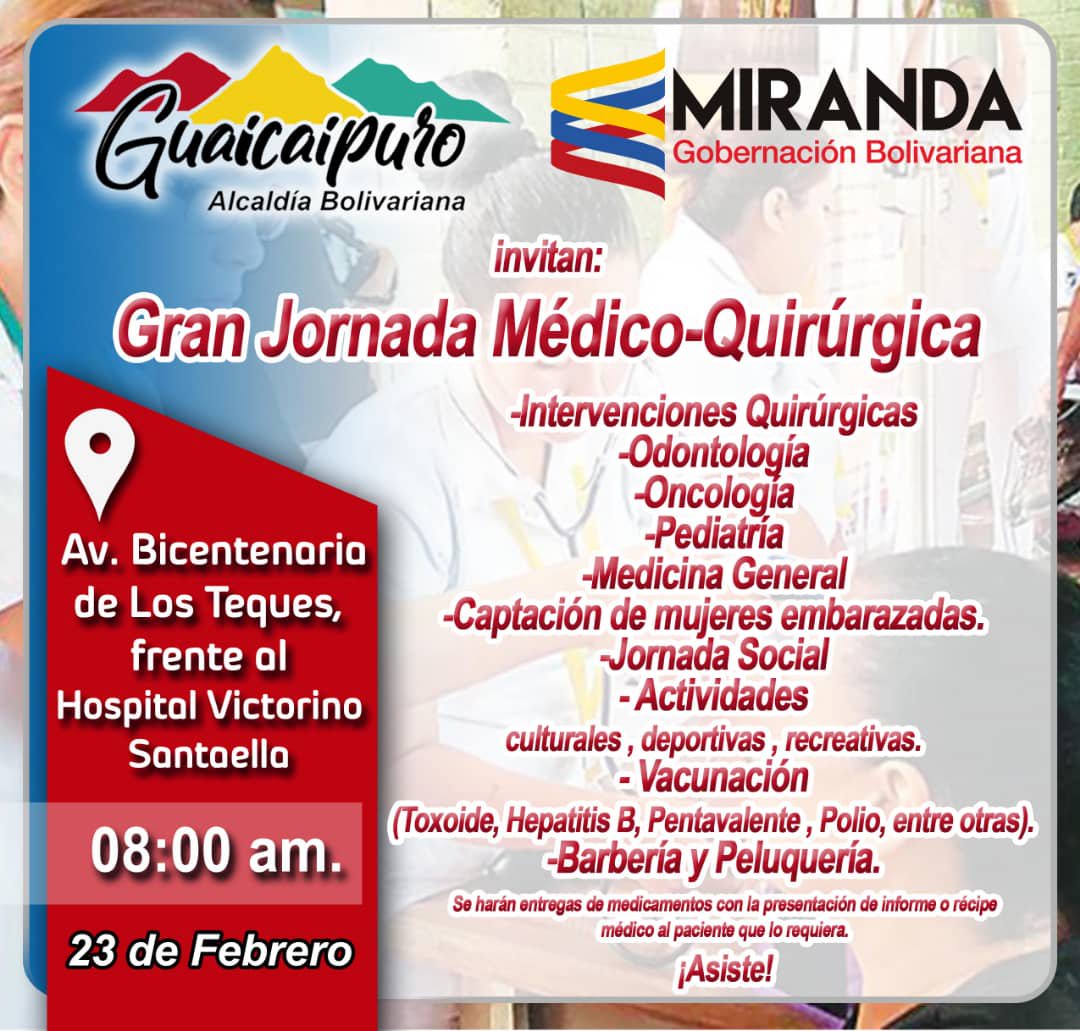 Guaicaipuro
Alcaldía Bolivariana
MIRANDA
Gobernación Bolivariana
invitan:
Gran Jornada Médico-Quirúrgica
-Intervenciones Quirúrgicas
-Odontología
-Oncología
-Pediatría
-Medicina General
-Captación de mujeres embarazadas.
-Jornada Social
- Actividades
culturales , deportivas , recreativas.
- Vacunación
(Toxoide, Hepatitis B, Pentavalente , Polio, entre otras).
-Barbería y Peluquería.
Se harán entregas de medicamentos con la presentación de informe o récipe
médico al paciente que lo requiera.
¡Asiste!
Av. Bicentenaria
de Los Teques,
frente al
Hospital Victorino
Santaella
08:00 am.
23 de Febrero